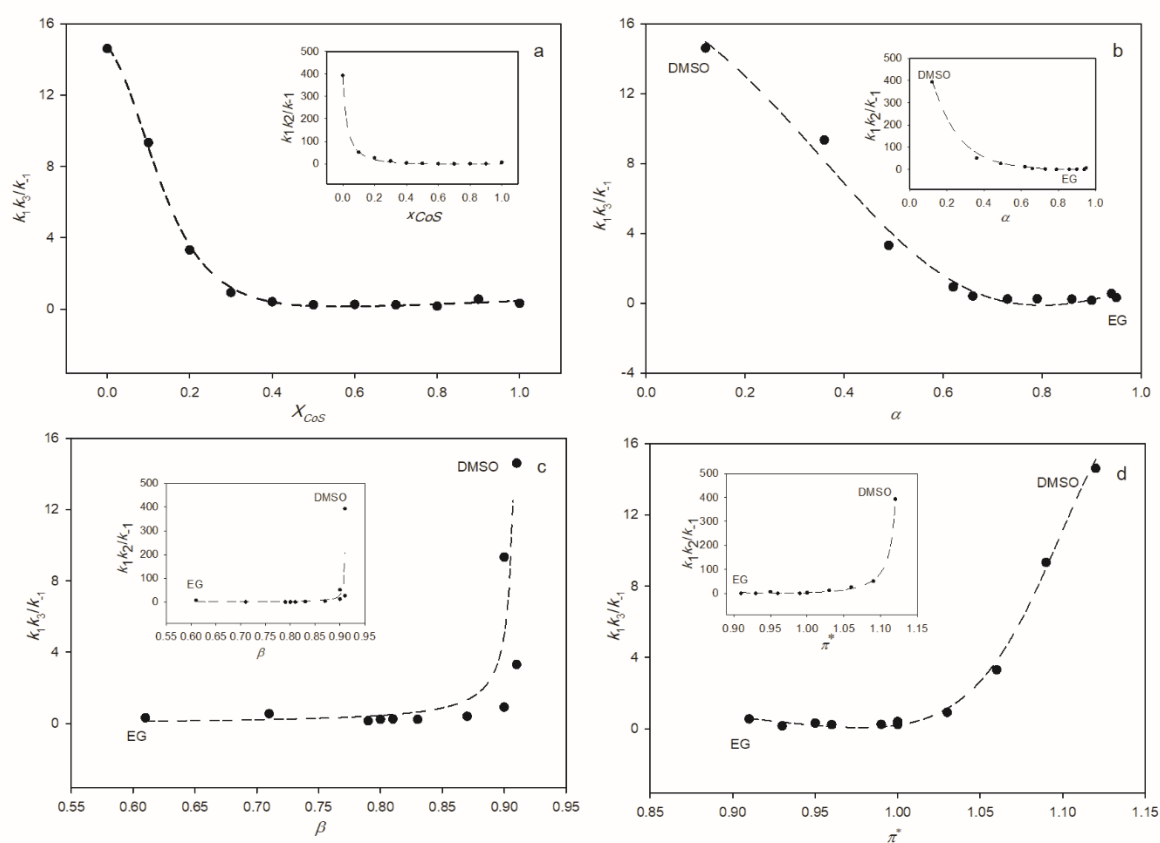 a
16
12
8
4
0
k1k3/k-1
0.0 0.2 0.4 0.6 0.8 1.0
XCoS
500
400
300
200
100
0
k1k2/k-1
0.0 0.2 0.4 0.6 0.8 1.0
xCoS
b
16
12
8
4
0
-4
k1k3/k-1
DMSO
EG
0.0 0.2 0.4 0.6 0.8 1.0
α
500
400
300
200
100
0
k1k2/k-1
DMSO
EG
0.0 0.2 0.4 0.6 0.8 1.0
α
c
16
12
8
4
0
k1k3/k-1
DMSO
EG
0.55 0.60 0.65 0.70 0.75 0.80 0.85 0.90 0.95
β
500
400
300
200
100
0
k1k2/k-1
DMSO
EG
0.55 0.60 0.65 0.70 0.75 0.80 0.85 0.90 0.95
β
d
16
12
8
4
0
k1k3/k-1
DMSO
EG
0.85 0.90 0.95 1.00 1.05 1.10 1.15
π*
500
400
300
200
100
0
k1k2/k-1
DMSO
EG
0.90 0.95 1.00 1.05 1.10 1.15
π*